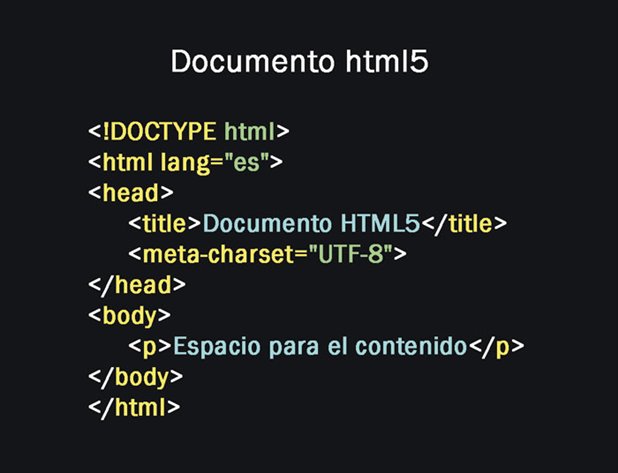 Documento html5
<!DOCTYPE html>
<html lang="es">
<head>
<title>Documento HTML5</title>
<meta-charset="UTF-8">
</head>
<body>
<p>Espacio para el contenido</p>
</body>
</html>